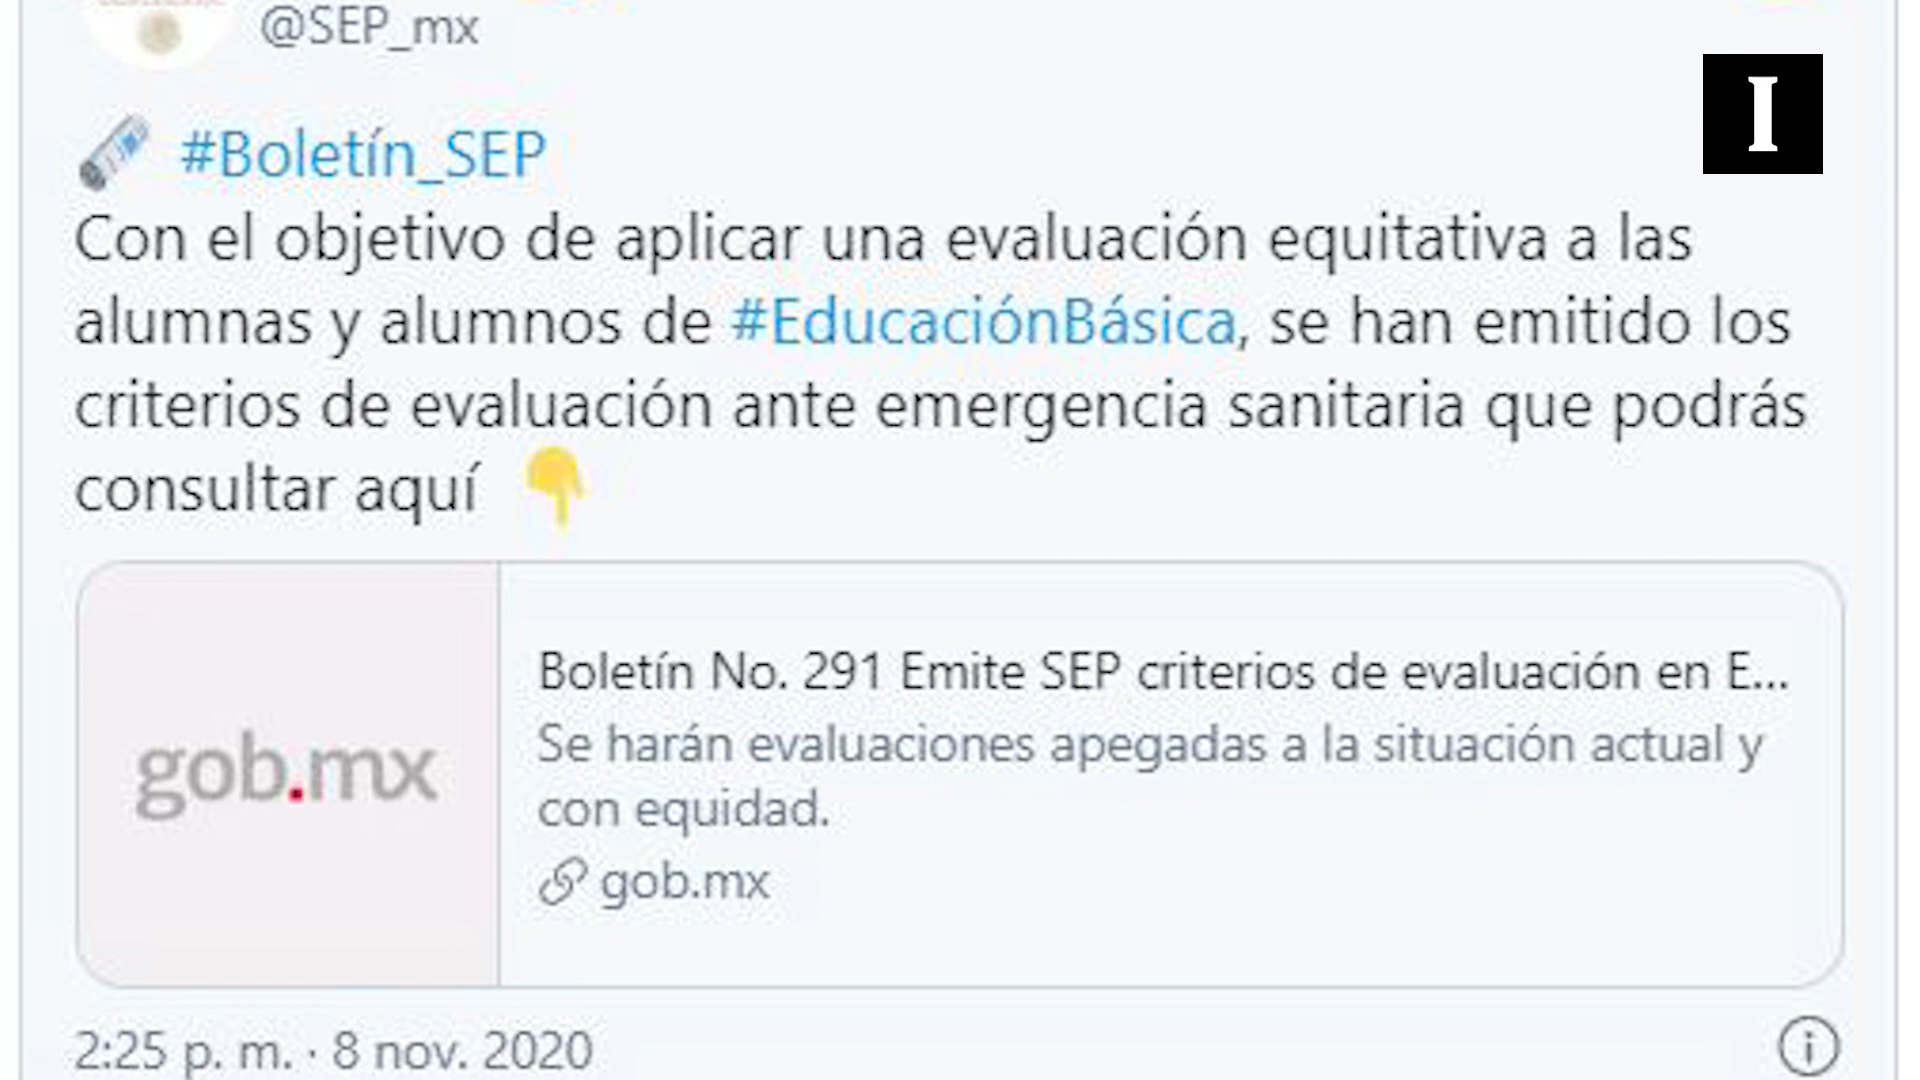 @SEP_mx
I
#Boletín_SEP
Con el objetivo de aplicar una evaluación equitativa a las
alumnas y alumnos de #EducaciónBásica, se han emitido los
criterios de evaluación ante emergencia sanitaria que podrás
consultar aquí
gob.mx
Boletín No. 291 Emite SEP criterios de evaluación en E...
Se harán evaluaciones apegadas a la situación actual y
con equidad.
gob.mx
2:25 p. m. · 8 nov. 2020